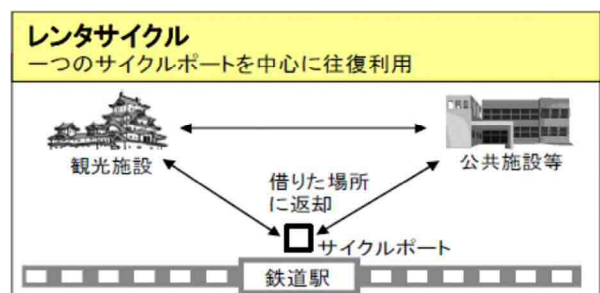 レンタサイクル
一つのサイクルポートを中心に往復利用
観光施設
公共施設等
借りた場所
に返却
サイクルポート
鉄道駅